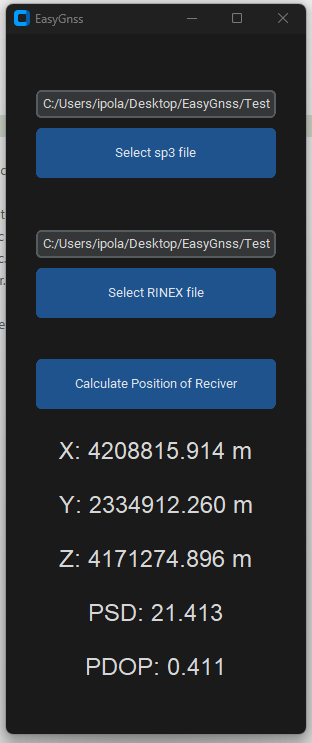 EasyGnss
C:/Users/ipola/Desktop/EasyGnss/Test
Select sp3 file
C:/Users/ipola/Desktop/EasyGnss/Test
Select RINEX file
Calculate Position of Reciver
X: 4208815.914 m
Y: 2334912.260 m
Z: 4171274.896 m
PSD: 21.413
PDOP: 0.411